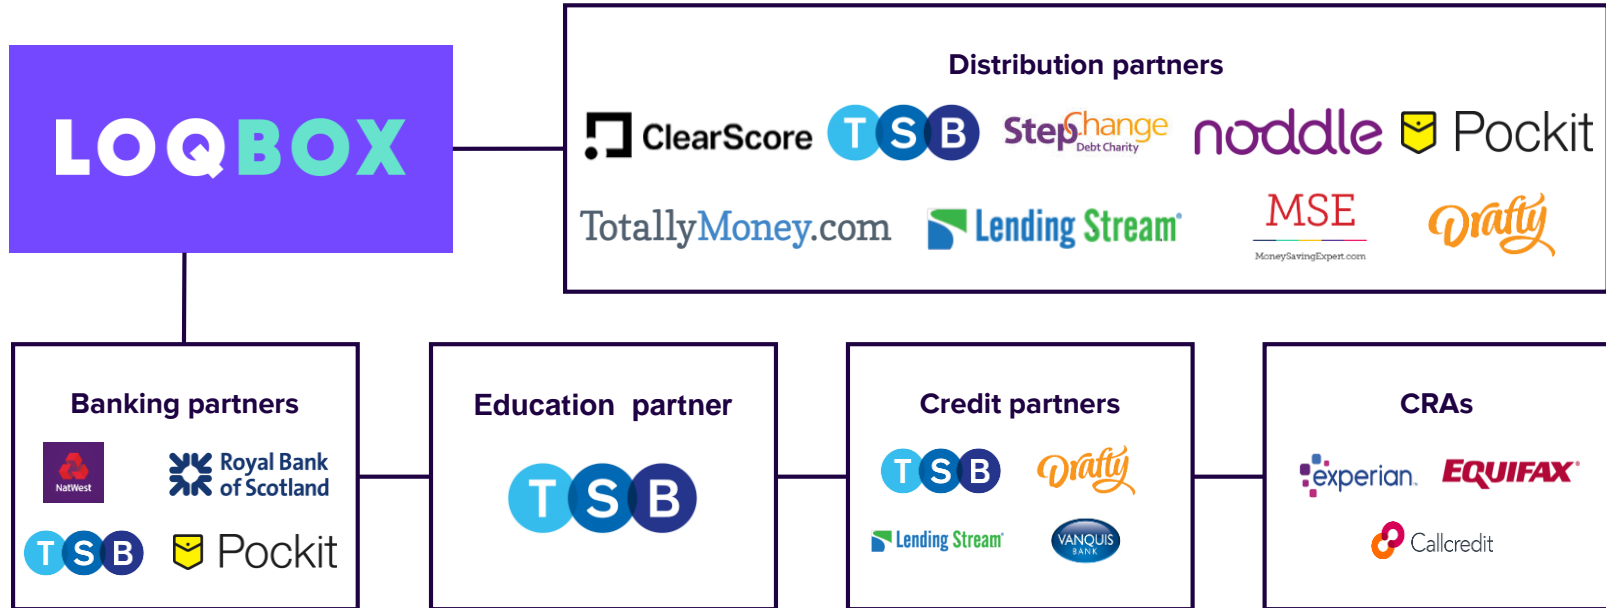 LOQBOX
Distribution partners
ClearScore
TSB
StepChange
Debt Charity
noddle
Pockit
TotallyMoney.com
Lending Stream
MSE
MoneySavingExpert.com
Drafty
Banking partners
NatWest
Royal Bank
of Scotland
TSB
Pockit
Education partner
TSB
Credit partners
TSB
Drafty
Lending Stream
VANQUIS
BANK
CRAs
experian.
EQUIFAX
Callcredit